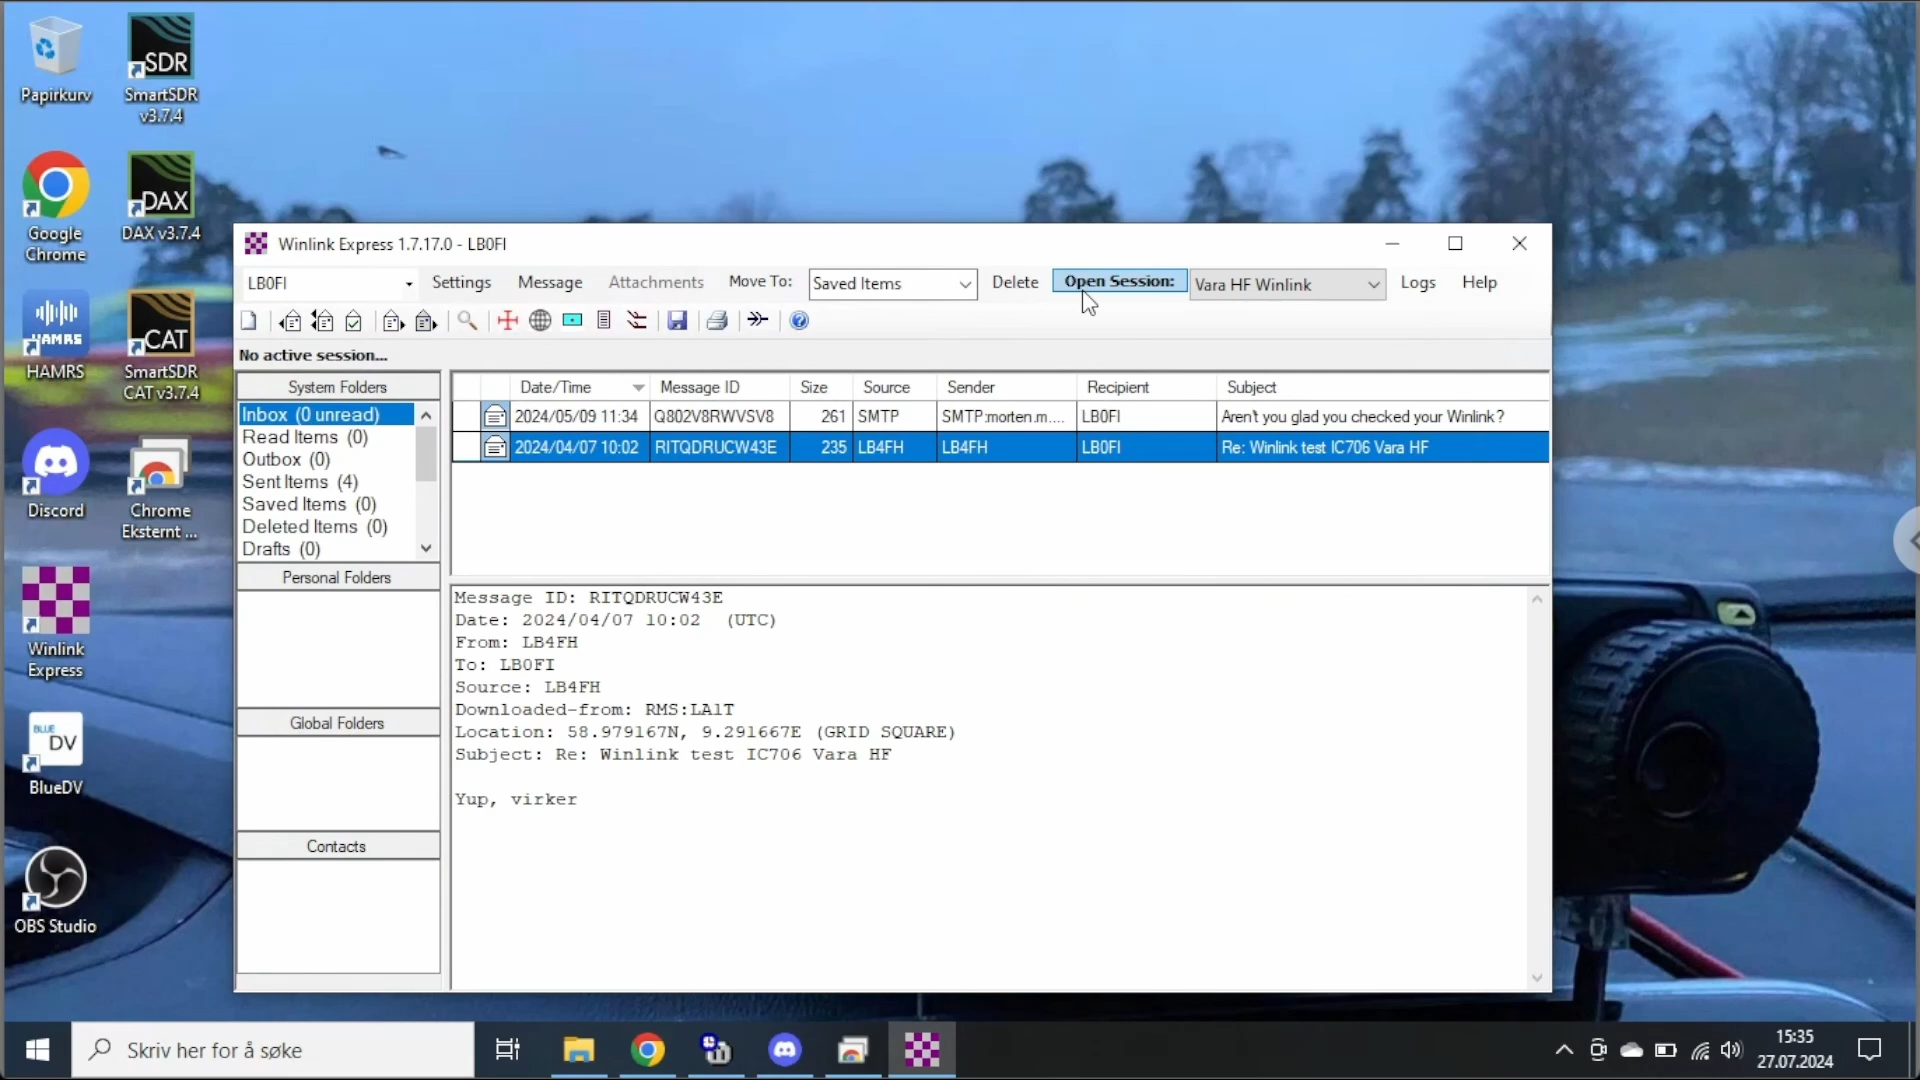 Papirkurv
SDR
SmartSDR
v3.7.4
Google
Chrome
DAX
DAX v3.7.4
HAMRS
HAMRS
CAT
SmartSDR
CAT v3.7.4
Discord
Chrome
Eksternt ...
Winlink
Express
BLUE
DV
BlueDV
OBS Studio
Winlink Express 1.7.17.0 - LB0FI
LB0FI Settings Message Attachments Move To: Saved Items Delete Open Session: Vara HF Winlink Logs Help
No active session...
System Folders
Inbox (0 unread)
Read Items (0)
Outbox (0)
Sent Items (4)
Saved Items (0)
Deleted Items (0)
Drafts (0)
Personal Folders
Global Folders
Contacts
Date/Time Message ID Size Source Sender Recipient Subject
2024/05/09 11:34 Q802V8RWVSV8 261 SMTP SMTP:morten.m.... LB0FI Aren't you glad you checked your Winlink?
2024/04/07 10:02 RITQDRUCW43E 235 LB4FH LB4FH LB0FI Re: Winlink test IC706 Vara HF
Message ID: RITQDRUCW43E
Date: 2024/04/07 10:02 (UTC)
From: LB4FH
To: LB0FI
Source: LB4FH
Downloaded-from: RMS:LA1T
Location: 58.979167N, 9.291667E (GRID SQUARE)
Subject: Re: Winlink test IC706 Vara HF
Yup, virker
Skriv her for å søke
15:35
27.07.2024